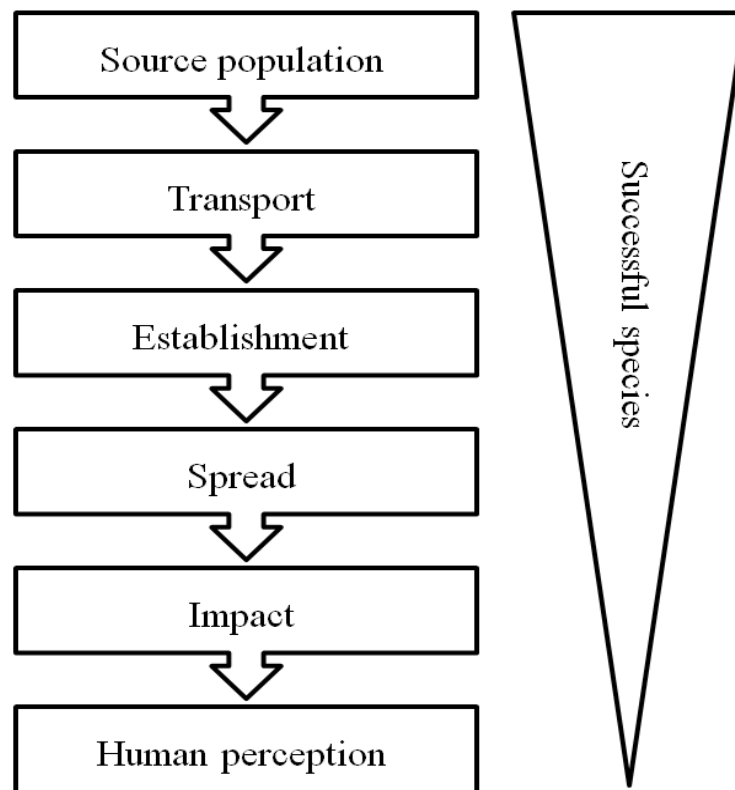 Source population
Transport
Establishment
Spread
Impact
Human perception
Successful species